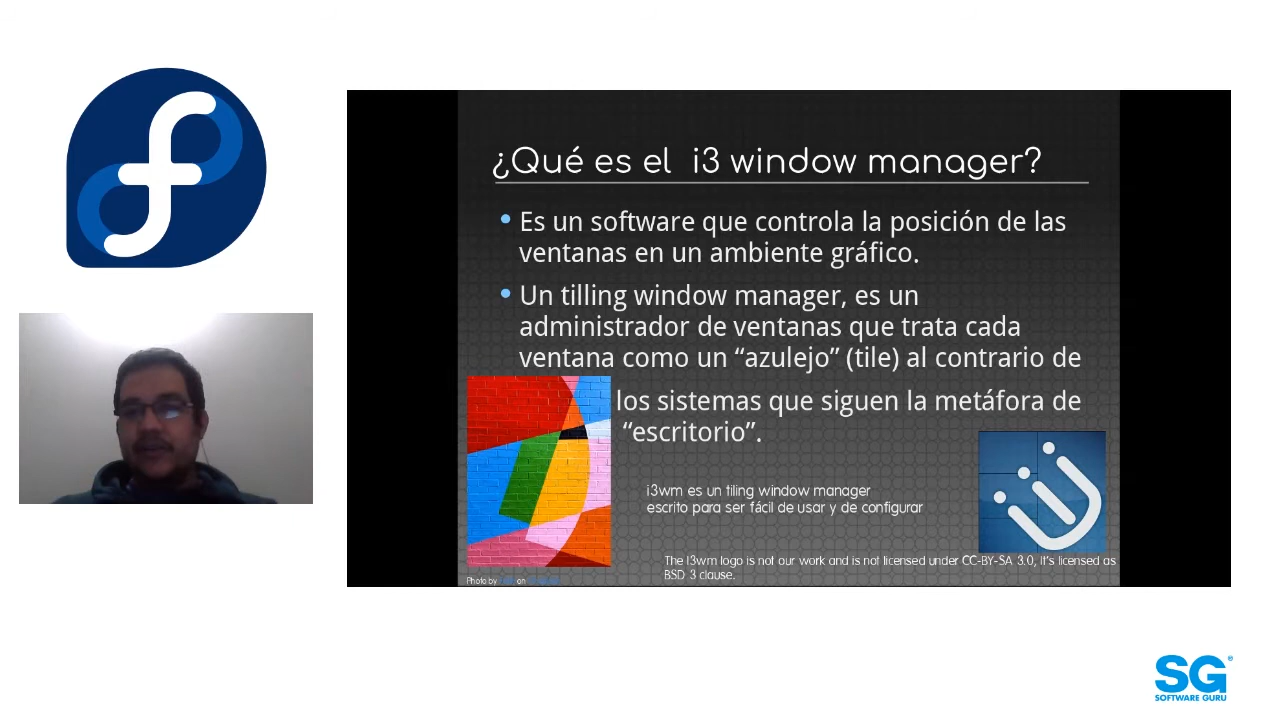 ¿Qué es el i3 window manager?
Es un software que controla la posición de las
ventanas en un ambiente gráfico.
Un tilling window manager, es un
administrador de ventanas que trata cada
ventana como un “azulejo” (tile) al contrario de
los sistemas que siguen la metáfora de
“escritorio”.
i3wm es un tiling window manager
escrito para ser fácil de usar y de configurar
The I3wm logo is not our work and is not licensed under CC-BY-SA 3.0, it's licensed as
BSD 3 clause.
Photo by on
SG®
SOFTWARE GURU